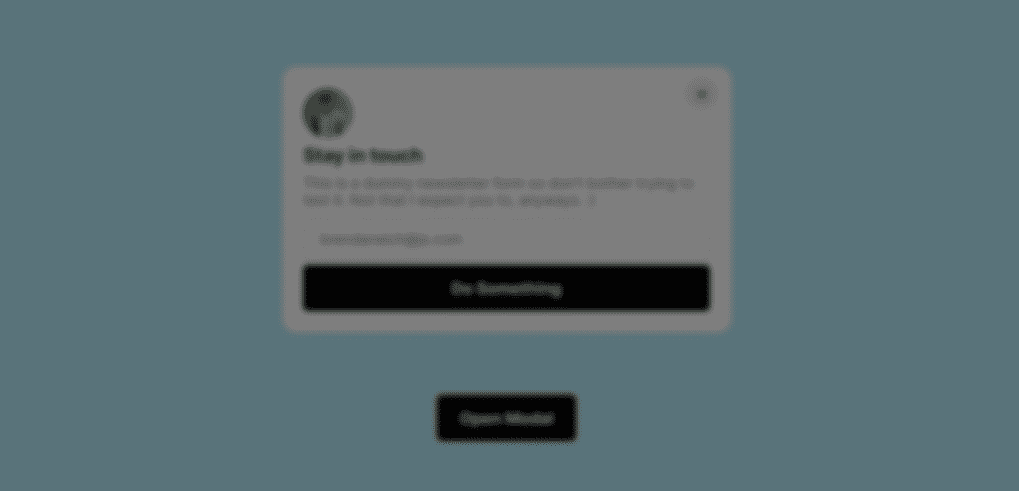 Stay in touch
This is a dummy newsletter form so don't bother trying to
test it. Not that I expect you to, anyways. :)
Do Something
Open Modal